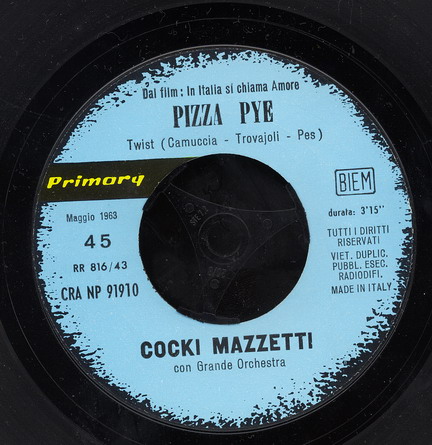 Dal film: In Italia si chiama Amore
PIZZA PYE
Twist (Camuccia - Trovajoli - Pes)
Primary
BIEM
Maggio 1963
durata: 3'15"
45
TUTTI I DIRITTI
RISERVATI
RR 816/43
VIET. DUPLIC.
PUBBL. ESEC.
RADIODIFI.
CRA NP 91910
MADE IN ITALY
COCKI MAZZETTI
con Grande Orchestra